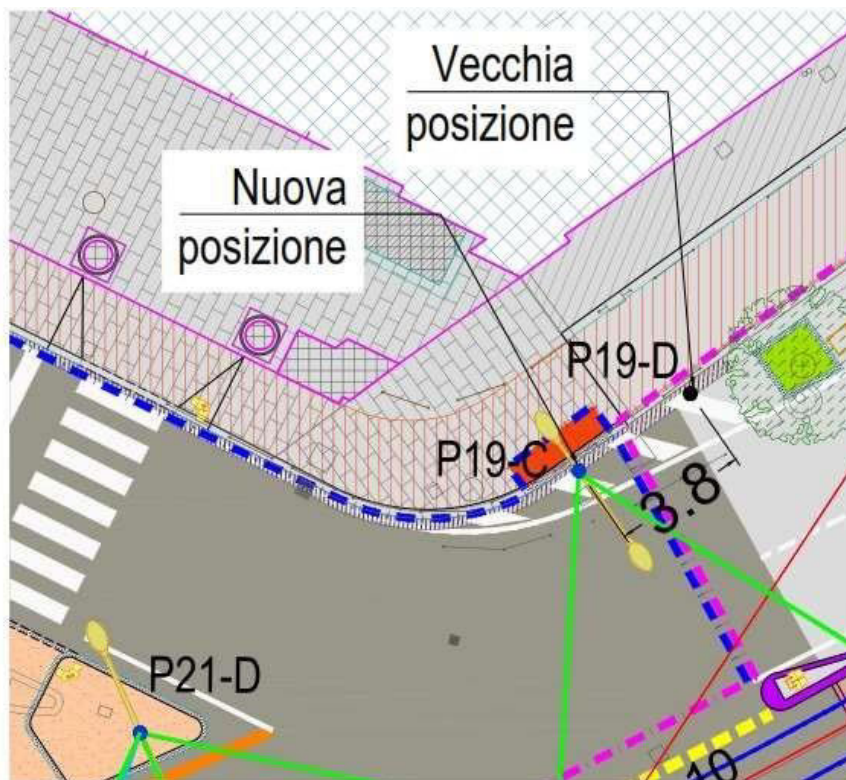 Vecchia
posizione
Nuova
posizione
P19-D
P19-C
3.8
P21-D
10